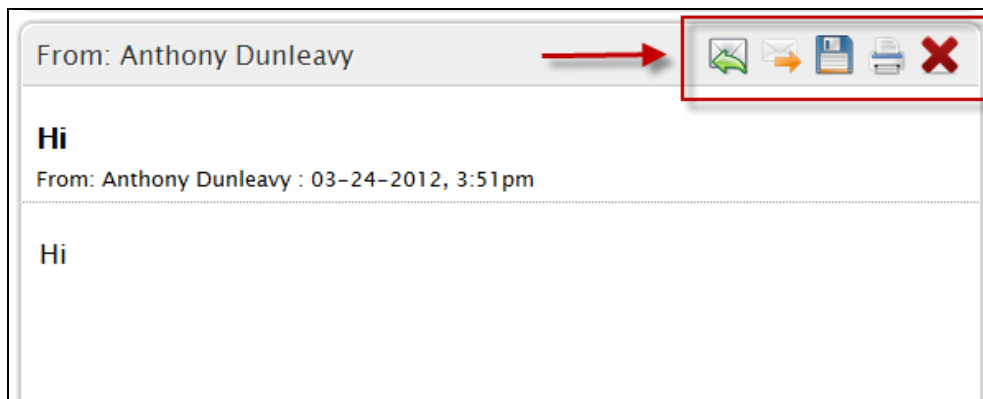 From: Anthony Dunleavy
Hi
From: Anthony Dunleavy : 03-24-2012, 3:51pm
Hi